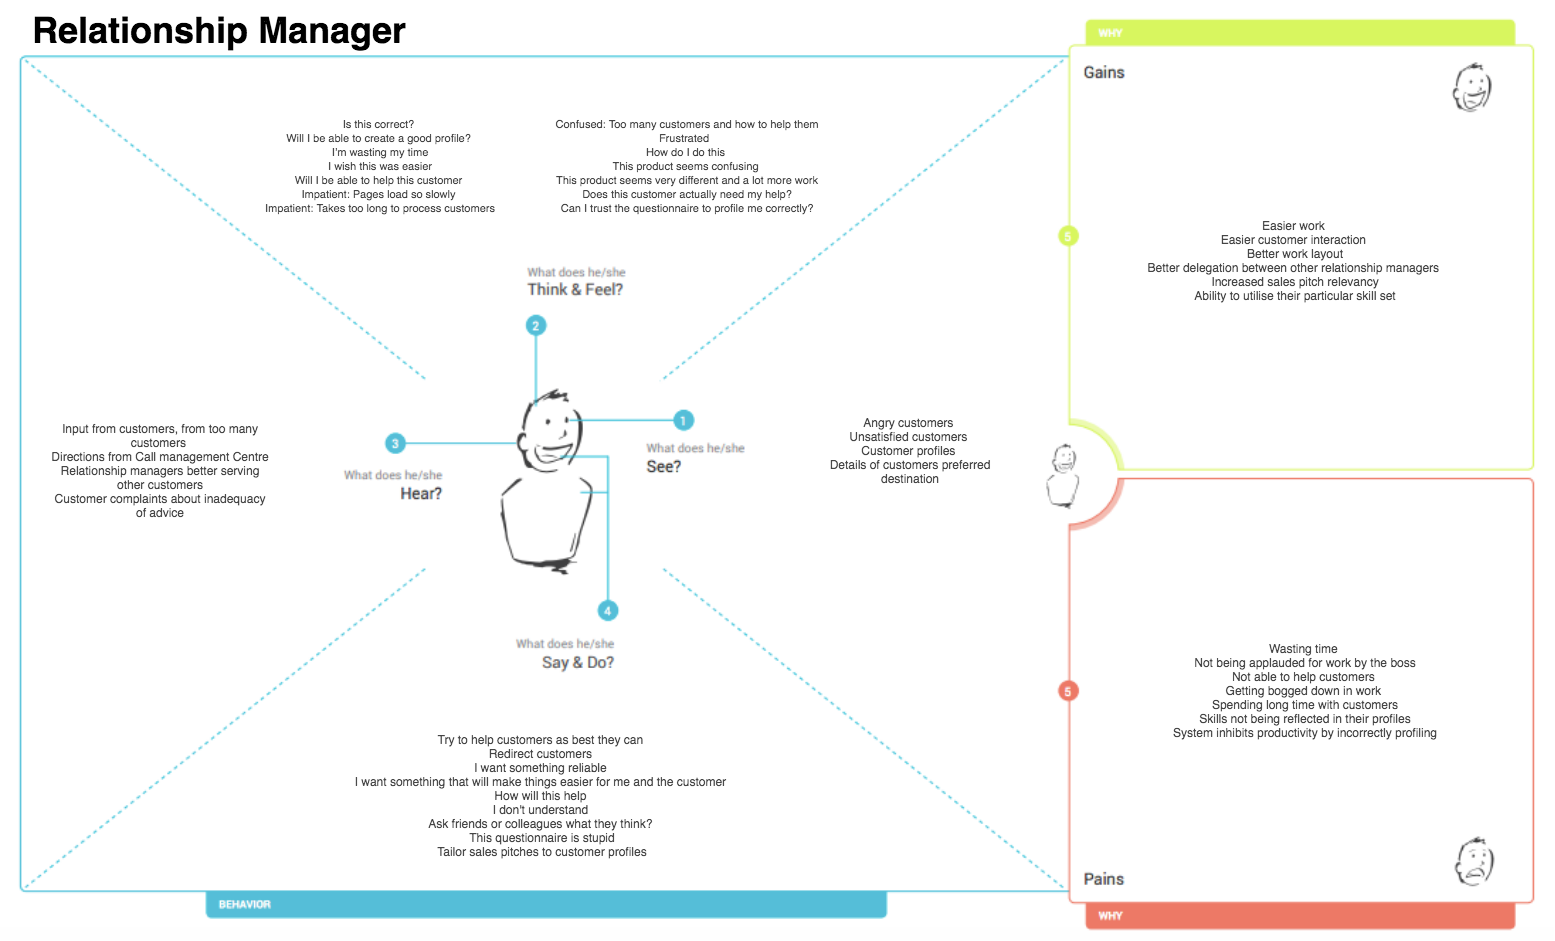 Relationship Manager
WHY
Gains
Is this correct?
Will I be able to create a good profile?
I'm wasting my time
I wish this was easier
Will I be able to help this customer
Impatient: Pages load so slowly
Impatient: Takes too long to process customers
Confused: Too many customers and how to help them
Frustrated
How do I do this
This product seems confusing
This product seems very different and a lot more work
Does this customer actually need my help?
Can I trust the questionnaire to profile me correctly?
5
Easier work
Easier customer interaction
Better work layout
Better delegation between other relationship managers
Increased sales pitch relevancy
Ability to utilise their particular skill set
What does he/she
Think & Feel?
2
Input from customers, from too many
customers
Directions from Call management Centre
Relationship managers better serving
other customers
Customer complaints about inadequacy
of advice
3
What does he/she
Hear?
1
What does he/she
See?
Angry customers
Unsatisfied customers
Customer profiles
Details of customers preferred
destination
4
What does he/she
Say & Do?
Try to help customers as best they can
Redirect customers
I want something reliable
I want something that will make things easier for me and the customer
How will this help
I don't understand
Ask friends or colleagues what they think?
This questionnaire is stupid
Tailor sales pitches to customer profiles
5
Wasting time
Not being applauded for work by the boss
Not able to help customers
Getting bogged down in work
Spending long time with customers
Skills not being reflected in their profiles
System inhibits productivity by incorrectly profiling
Pains
BEHAVIOR
WHY